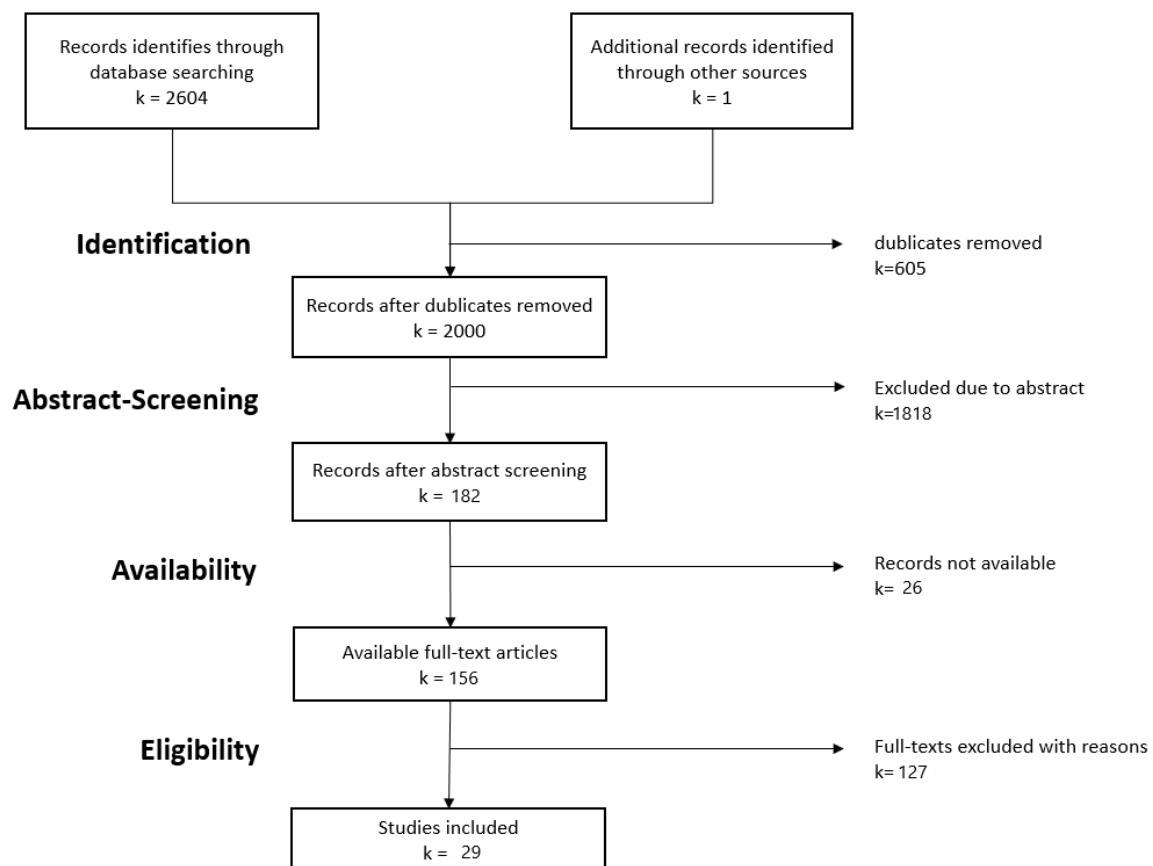 Records identifies through
database searching
k = 2604
Additional records identified
through other sources
k = 1
Identification
dublicates removed
k=605
Records after dublicates removed
k = 2000
Abstract-Screening
Excluded due to abstract
k=1818
Records after abstract screening
k = 182
Availability
Records not available
k= 26
Available full-text articles
k = 156
Eligibility
Full-texts excluded with reasons
k= 127
Studies included
k = 29